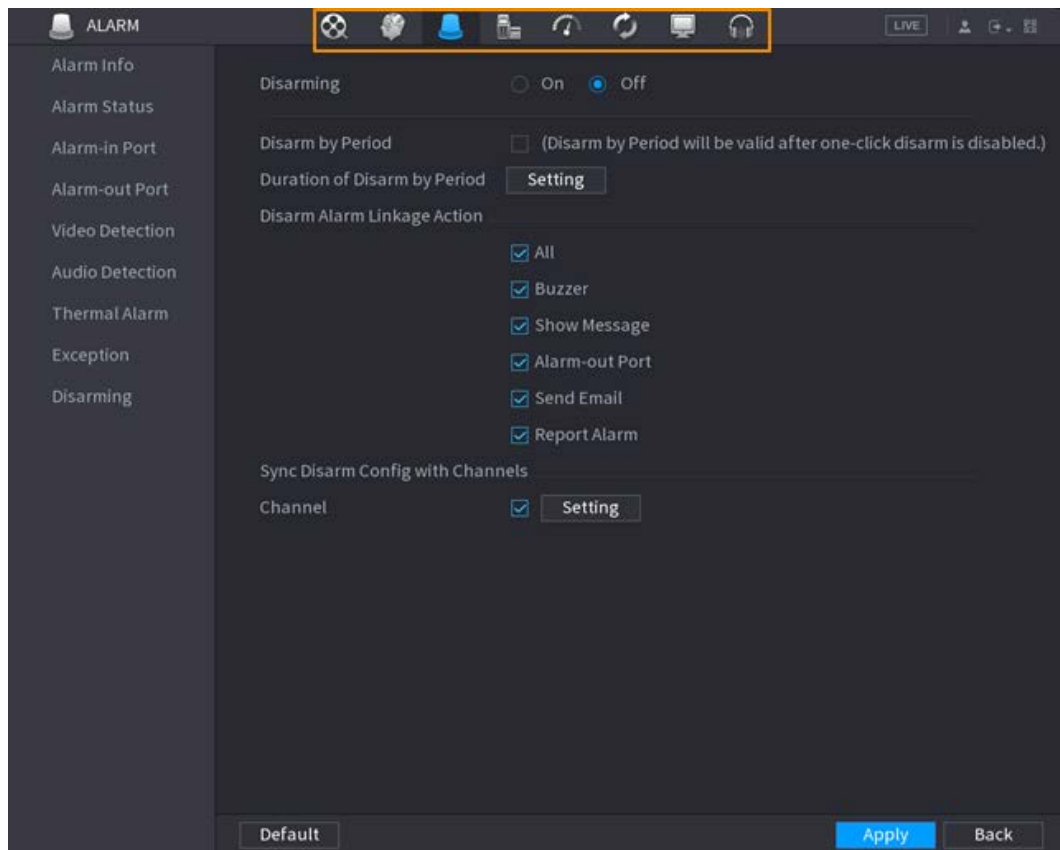 ALARM
LIVE
Alarm Info
Alarm Status
Alarm-in Port
Alarm-out Port
Video Detection
Audio Detection
Thermal Alarm
Exception
Disarming
Disarming On Off
Disarm by Period (Disarm by Period will be valid after one-click disarm is disabled.)
Duration of Disarm by Period Setting
Disarm Alarm Linkage Action
All
Buzzer
Show Message
Alarm-out Port
Send Email
Report Alarm
Sync Disarm Config with Channels
Channel Setting
Default Apply Back